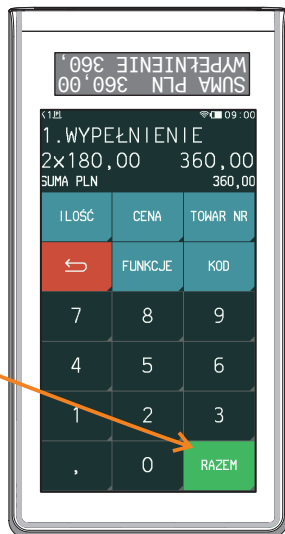 SUMA PLN 360,00
WYPEŁNIENIE 360,
09:00
1.WYPEŁNIENIE
2x180,00 360,00
SUMA PLN 360,00
ILOŚĆ CENA TOWAR NR
FUNKCJE KOD
7 8 9
4 5 6
1 2 3
, 0 RAZEM